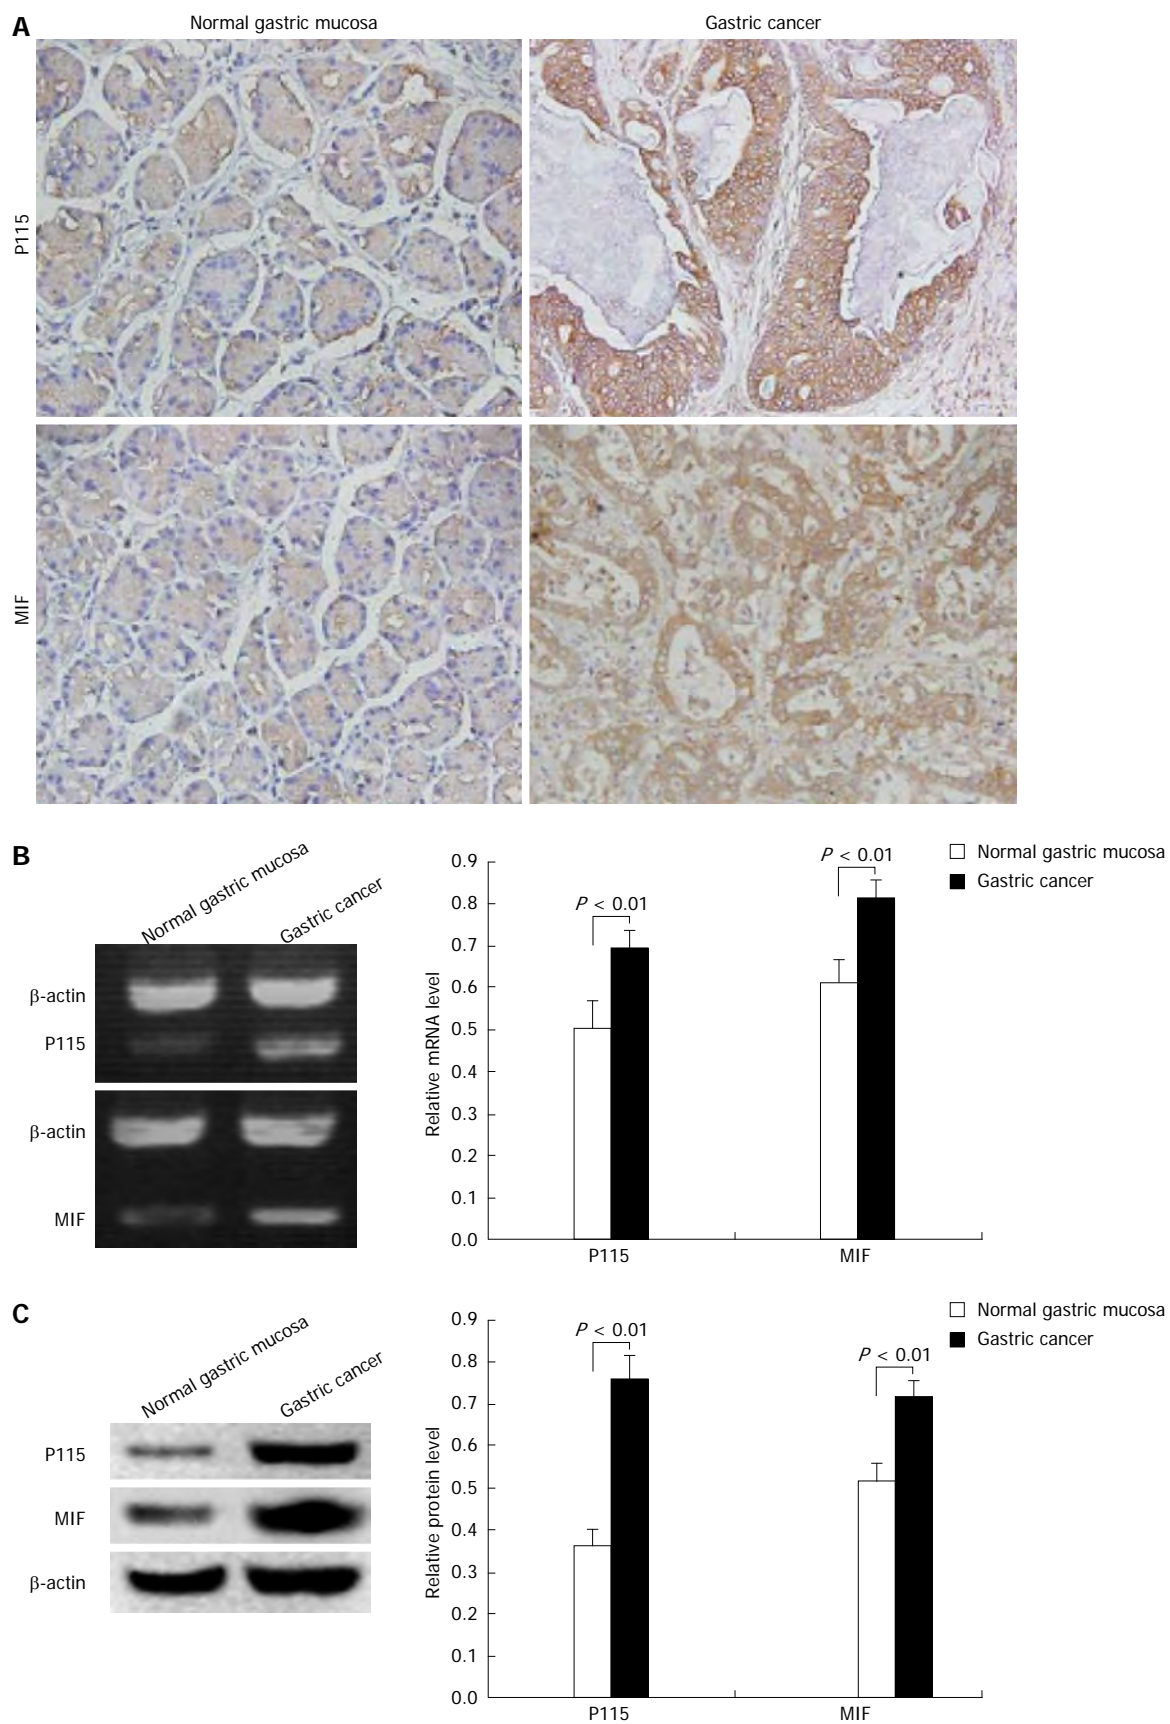 A
Normal gastric mucosa
Gastric cancer
P115
MIF
B
Normal gastric mucosa
Gastric cancer
β-actin
P115
β-actin
MIF
Relative mRNA level
0.9
0.8
0.7
0.6
0.5
0.4
0.3
0.2
0.1
0.0
P < 0.01
P < 0.01
P115
MIF
Normal gastric mucosa
Gastric cancer
C
Normal gastric mucosa
Gastric cancer
P115
MIF
β-actin
Relative protein level
0.9
0.8
0.7
0.6
0.5
0.4
0.3
0.2
0.1
0.0
P < 0.01
P < 0.01
P115
MIF
Normal gastric mucosa
Gastric cancer